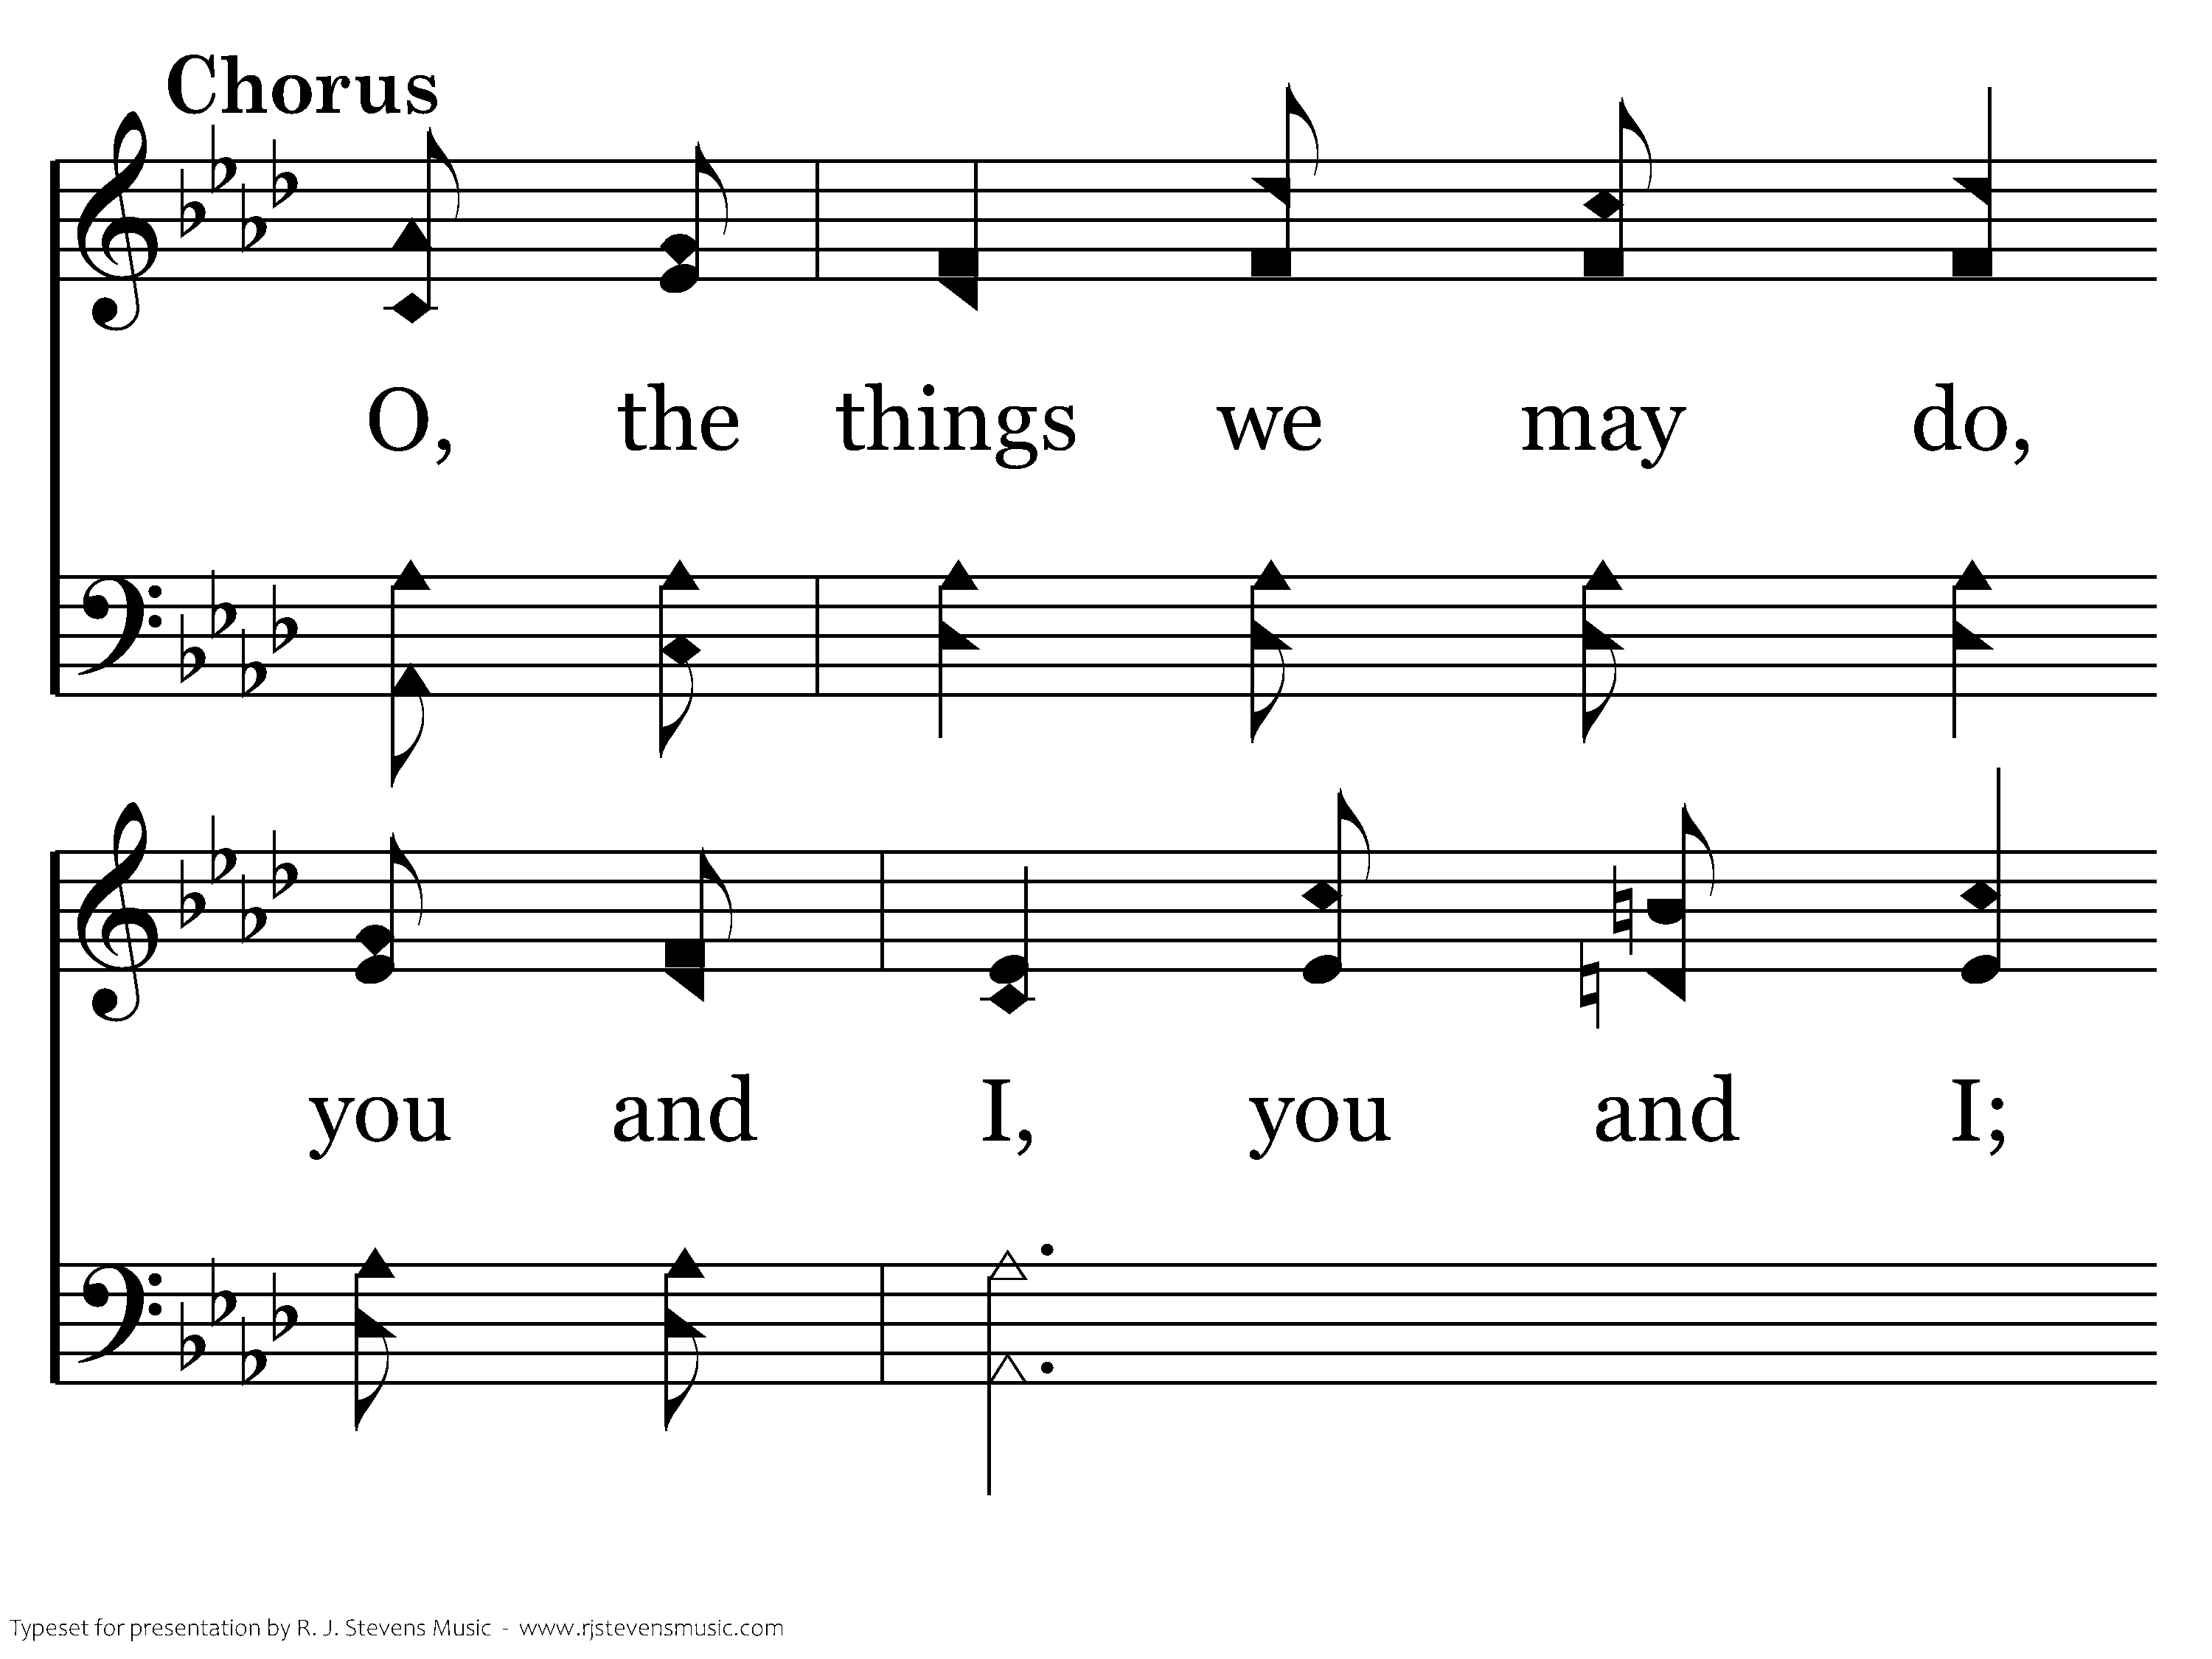 Chorus
O, the things we may do,
you and I, you and I;
Typeset for presentation by R. J. Stevens Music - www.rjstevensmusic.com